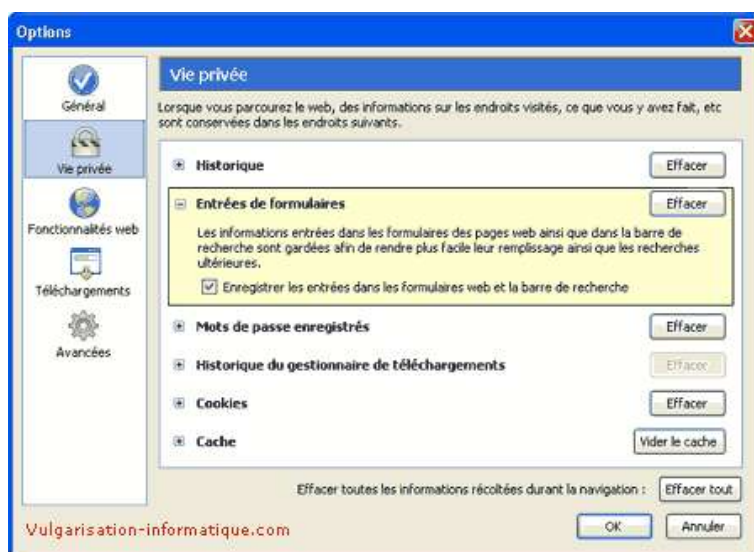 Options
Général
Vie privée
Fonctionnalités web
Téléchargements
Avancées
Vie privée
Lorsque vous parcourez le web, des informations sur les endroits visités, ce que vous y avez fait, etc
sont conservées dans les endroits suivants.
Historique
Effacer
Entrées de formulaires
Effacer
Les informations entrées dans les formulaires des pages web ainsi que dans la barre de
recherche sont gardées afin de rendre plus facile leur remplissage ainsi que les recherches
ultérieures.
Enregistrer les entrées dans les formulaires web et la barre de recherche
Mots de passe enregistrés
Effacer
Historique du gestionnaire de téléchargements
Effacer
Cookies
Effacer
Cache
Vider le cache
Effacer toutes les informations récoltées durant la navigation :
Effacer tout
Vulgarisation-informatique.com
OK
Annuler